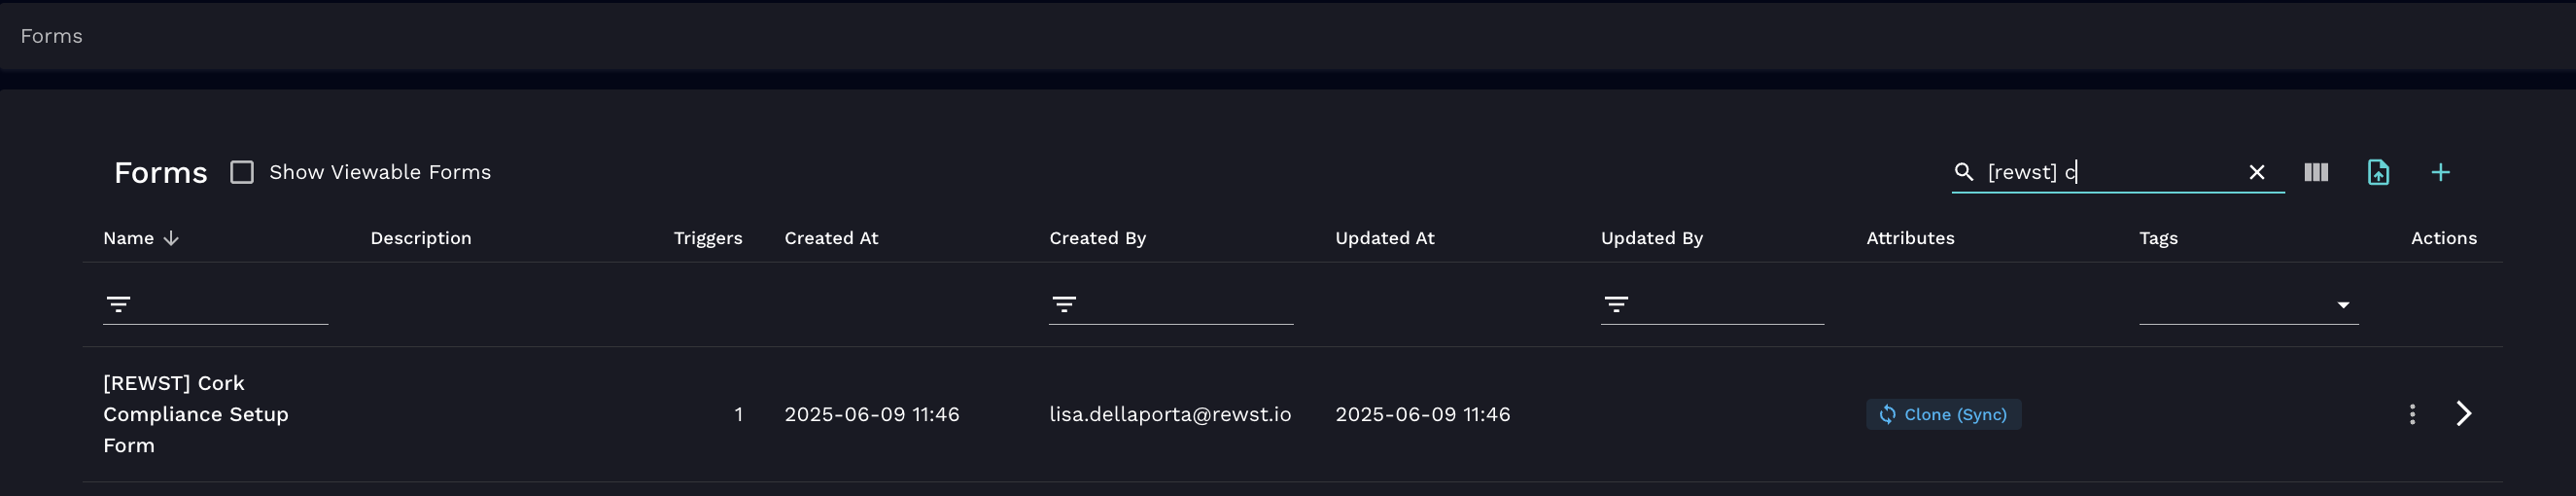 Forms
Forms Show Viewable Forms [rewst] c
Name Description Triggers Created At Created By Updated At Updated By Attributes Tags Actions
[REWST] Cork
Compliance Setup
Form
1 2025-06-09 11:46 lisa.dellaporta@rewst.io 2025-06-09 11:46 Clone (Sync)